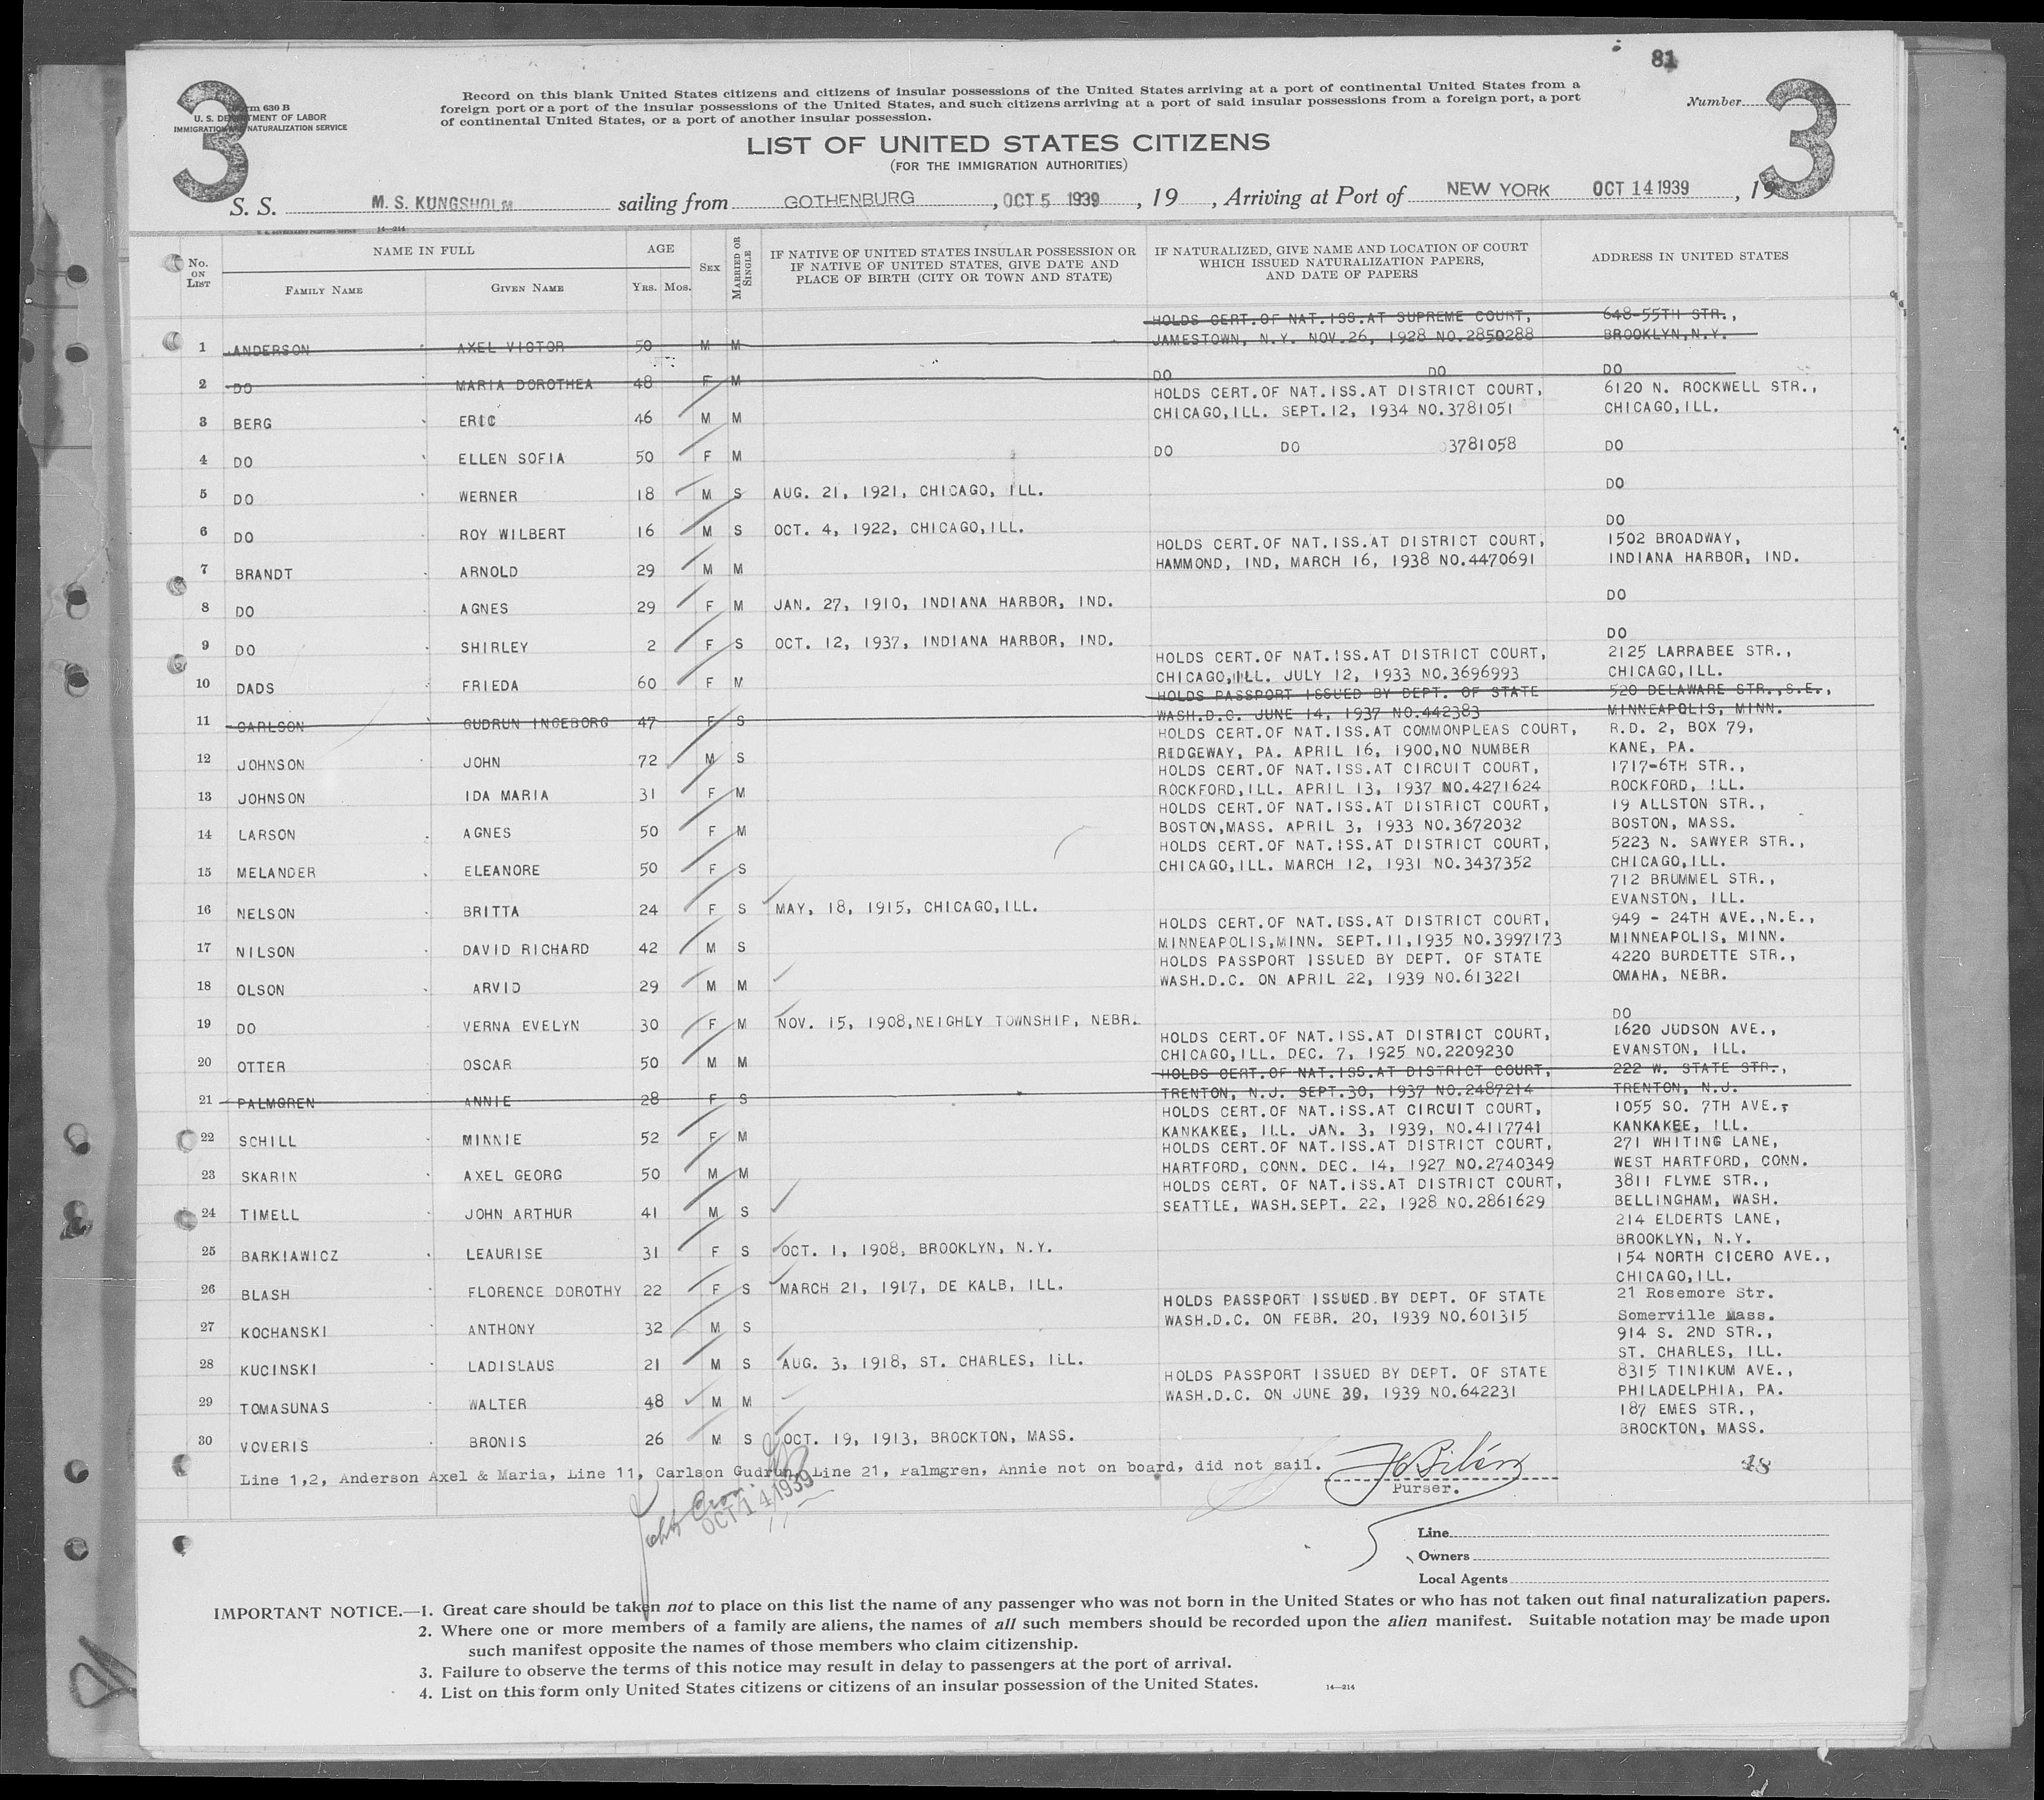 81
3
3
Form 630 B
U. S. DEPARTMENT OF LABOR
IMMIGRATION AND NATURALIZATION SERVICE
Record on this blank United States citizens and citizens of insular possessions of the United States arriving at a port of continental United States from a
foreign port or a port of the insular possessions of the United States, and such citizens arriving at a port of said insular possessions from a foreign port, a port
of continental United States, or a port of another insular possession.
Number
LIST OF UNITED STATES CITIZENS
(FOR THE IMMIGRATION AUTHORITIES)
S. S. M. S. KUNGSHOLM sailing from GOTHENBURG, OCT 5 1939, 19 , Arriving at Port of NEW YORK OCT 14 1939, 19
14—214
No. ON LIST NAME IN FULL FAMILY NAME GIVEN NAME AGE YRS. MOS. SEX MARRIED OR SINGLE IF NATIVE OF UNITED STATES INSULAR POSSESSION OR IF NATIVE OF UNITED STATES, GIVE DATE AND PLACE OF BIRTH (CITY OR TOWN AND STATE) IF NATURALIZED, GIVE NAME AND LOCATION OF COURT WHICH ISSUED NATURALIZATION PAPERS, AND DATE OF PAPERS ADDRESS IN UNITED STATES
HOLDS CERT.OF NAT.ISS.AT SUPREME COURT, 648-55TH STR.,
1 ANDERSON AXEL VICTOR 50 M M JAMESTOWN, N.Y. NOV.26, 1928 NO.2850288 BROOKLYN,N.Y.
2 DO MARIA DOROTHEA 48 F M DO DO DO
HOLDS CERT.OF NAT.ISS.AT DISTRICT COURT, 6120 N. ROCKWELL STR.,
3 BERG ERIC 46 M M CHICAGO,ILL. SEPT.12, 1934 NO.3781051 CHICAGO,ILL.
4 DO ELLEN SOFIA 50 F M DO DO 3781058 DO
5 DO WERNER 18 M S AUG. 21, 1921, CHICAGO, ILL. DO
6 DO ROY WILBERT 16 M S OCT. 4, 1922, CHICAGO,ILL. DO
HOLDS CERT.OF NAT.ISS.AT DISTRICT COURT, 1502 BROADWAY,
7 BRANDT ARNOLD 29 M M HAMMOND, IND, MARCH 16, 1938 NO.4470691 INDIANA HARBOR, IND.
8 DO AGNES 29 F M JAN. 27, 1910, INDIANA HARBOR, IND. DO
9 DO SHIRLEY 2 F S OCT. 12, 1937, INDIANA HARBOR, IND. DO
HOLDS CERT.OF NAT.ISS.AT DISTRICT COURT, 2125 LARRABEE STR.,
10 DADS FRIEDA 60 F M CHICAGO,ILL. JULY 12, 1933 NO.3696993 CHICAGO,ILL.
HOLDS PASSPORT ISSUED BY DEPT. OF STATE 520 DELAWARE STR.,S.E.,
11 CARLSON GUDRUN INGEBORG 47 F S WASH.D.C. JUNE 14, 1937 NO.442383 MINNEAPOLIS, MINN.
HOLDS CERT.OF NAT.ISS.AT COMMONPLEAS COURT, R.D. 2, BOX 79,
12 JOHNSON JOHN 72 M S RIDGEWAY, PA. APRIL 16, 1900,NO NUMBER KANE, PA.
HOLDS CERT.OF NAT.ISS.AT CIRCUIT COURT, 1717-6TH STR.,
13 JOHNSON IDA MARIA 31 F M ROCKFORD,ILL. APRIL 13, 1937 NO.4271624 ROCKFORD, ILL.
HOLDS CERT.OF NAT.ISS.AT DISTRICT COURT, 19 ALLSTON STR.,
14 LARSON AGNES 50 F M BOSTON,MASS. APRIL 3, 1933 NO.3672032 BOSTON, MASS.
HOLDS CERT.OF NAT.ISS.AT DISTRICT COURT, 5223 N. SAWYER STR.,
15 MELANDER ELEANORE 50 F S CHICAGO,ILL. MARCH 12, 1931 NO.3437352 CHICAGO,ILL.
712 BRUMMEL STR.,
16 NELSON BRITTA 24 F S MAY, 18, 1915, CHICAGO,ILL. EVANSTON, ILL.
HOLDS CERT.OF NAT.ISS.AT DISTRICT COURT, 949 - 24TH AVE.,N.E.,
17 NILSON DAVID RICHARD 42 M S MINNEAPOLIS,MINN. SEPT.11,1935 NO.3997173 MINNEAPOLIS, MINN.
HOLDS PASSPORT ISSUED BY DEPT. OF STATE 4220 BURDETTE STR.,
18 OLSON ARVID 29 M M WASH.D.C. ON APRIL 22, 1939 NO.613221 OMAHA, NEBR.
19 DO VERNA EVELYN 30 F M NOV. 15, 1908,NEIGHLY TOWNSHIP, NEBR. DO
HOLDS CERT.OF NAT.ISS.AT DISTRICT COURT, 1620 JUDSON AVE.,
20 OTTER OSCAR 50 M M CHICAGO,ILL. DEC. 7, 1925 NO.2209230 EVANSTON, ILL.
HOLDS CERT.OF NAT.ISS.AT DISTRICT COURT, 222 W. STATE STR.,
21 PALMGREN ANNIE 28 F S TRENTON, N.J. SEPT.30, 1937 NO.2487214 TRENTON, N.J.
HOLDS CERT.OF NAT.ISS.AT CIRCUIT COURT, 1055 SO. 7TH AVE.,
22 SCHILL MINNIE 52 F M KANKAKEE, ILL. JAN. 3, 1939, NO.4117741 KANKAKEE, ILL.
HOLDS CERT.OF NAT.ISS.AT DISTRICT COURT, 271 WHITING LANE,
23 SKARIN AXEL GEORG 50 M M HARTFORD, CONN. DEC. 14, 1927 NO.2740349 WEST HARTFORD, CONN.
HOLDS CERT. OF NAT.ISS.AT DISTRICT COURT, 3811 FLYME STR.,
24 TIMELL JOHN ARTHUR 41 M S SEATTLE, WASH.SEPT. 22, 1928 NO.2861629 BELLINGHAM, WASH.
214 ELDERTS LANE,
25 BARKIAWICZ LEAURISE 31 F S OCT. 1, 1908, BROOKLYN, N.Y. BROOKLYN, N.Y.
154 NORTH CICERO AVE.,
26 BLASH FLORENCE DOROTHY 22 F S MARCH 21, 1917, DE KALB, ILL. CHICAGO,ILL.
HOLDS PASSPORT ISSUED BY DEPT. OF STATE 21 Rosemore Str.
27 KOCHANSKI ANTHONY 32 M S WASH.D.C. ON FEBR. 20, 1939 NO.601315 Somerville Mass.
914 S. 2ND STR.,
28 KUCINSKI LADISLAUS 21 M S AUG. 3, 1918, ST. CHARLES, ILL. ST. CHARLES, ILL.
HOLDS PASSPORT ISSUED BY DEPT. OF STATE 8315 TINIKUM AVE.,
29 TOMASUNAS WALTER 48 M M WASH.D.C. ON JUNE 30, 1939 NO.642231 PHILADELPHIA, PA.
187 EMES STR.,
30 VOVERIS BRONIS 26 M S OCT. 19, 1913, BROCKTON, MASS. BROCKTON, MASS.
Line 1,2, Anderson Axel & Maria, Line 11, Carlson Gudrun, Line 21, Palmgren, Annie not on board, did not sail.
Purser.
OCT 14 1939
Line
Owners
Local Agents
IMPORTANT NOTICE.—1. Great care should be taken not to place on this list the name of any passenger who was not born in the United States or who has not taken out final naturalization papers.
2. Where one or more members of a family are aliens, the names of all such members should be recorded upon the alien manifest. Suitable notation may be made upon
such manifest opposite the names of those members who claim citizenship.
3. Failure to observe the terms of this notice may result in delay to passengers at the port of arrival.
4. List on this form only United States citizens or citizens of an insular possession of the United States.
14—214